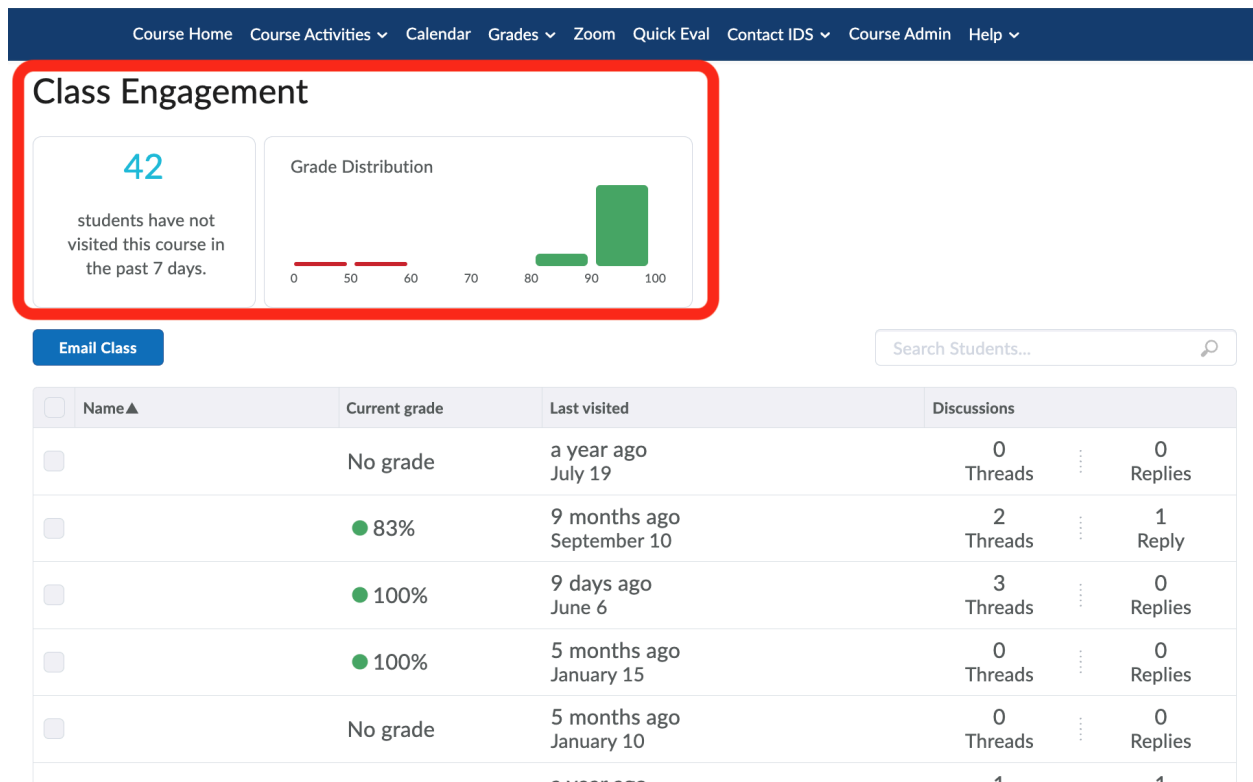 Course Home Course Activities Calendar Grades Zoom Quick Eval Contact IDS Course Admin Help
Class Engagement
42
students have not
visited this course in
the past 7 days.
Grade Distribution
0 50 60 70 80 90 100
Email Class
Search Students...
Name Current grade Last visited Discussions
No grade
a year ago
July 19
0
Threads
0
Replies
83%
9 months ago
September 10
2
Threads
1
Reply
100%
9 days ago
June 6
3
Threads
0
Replies
100%
5 months ago
January 15
0
Threads
0
Replies
No grade
5 months ago
January 10
0
Threads
0
Replies